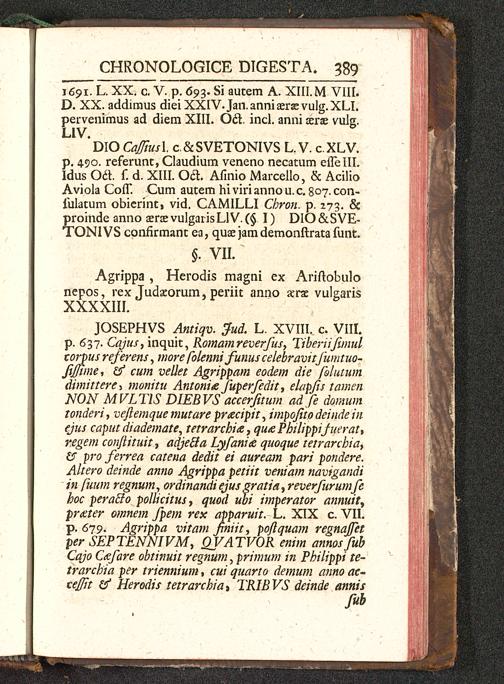 CHRONOLOGICE DIGESTA. 389
1691. L. XX. c. V. p. 693. Si autem A. XIII. M VIII.
D. XX. addimus diei XXIV. Jan. anni æræ vulg. XLI.
pervenimus ad diem XIII. Oct. incl. anni æræ vulg.
LIV.
DIO Caſſius l. c. & SVETONIVS L. V. c. XLV.
p. 490. referunt, Claudium veneno necatum eſſe III.
Idus Oct. ſ. d. XIII. Oct. Aſinio Marcello, & Acilio
Aviola Coſſ. Cum autem hi viri anno u. c. 807. con-
ſulatum obierint, vid. CAMILLI Chron. p. 273. &
proinde anno æræ vulgaris LIV. (§. I) DIO & SVE-
TONIVS confirmant ea, quæ jam demonſtrata ſunt.
§. VII.
Agrippa, Herodis magni ex Ariſtobulo
nepos, rex Judæorum, periit anno æræ vulgaris
XXXXIII.
JOSEPHVS Antiqv. Jud. L. XVIII. c. VIII.
p. 637. Cajus, inquit, Romam reverſus, Tiberii ſimul
corpus referens, more ſolenni funus celebravit ſumtuo-
ſiſſime, & cum vellet Agrippam eodem die ſolutum
dimittere, monitu Antoniæ ſuperſedit, elapſis tamen
NON MVLTIS DIEBVS accerſitum ad ſe domum
tonderi, veſtemque mutare præcipit, impoſito deinde in
ejus caput diademate, tetrarchiæ, quæ Philippi fuerat,
regem conſtituit, adjecta Lyſaniæ quoque tetrarchia,
& pro ferrea catena dedit ei auream pari pondere.
Altero deinde anno Agrippa petiit veniam navigandi
in ſuum regnum, ordinandi ejus gratia, reverſurum ſe
hoc peracto pollicitus, quod ubi imperator annuit,
præter omnem ſpem rex apparuit. L. XIX c. VII.
p. 679. Agrippa vitam finiit, poſtquam regnaſſet
per SEPTENNIVM, QVATVOR enim annos ſub
Cajo Cæſare obtinuit regnum, primum in Philippi te-
trarchia per triennium, cui quarto demum anno ac-
ceſſit & Herodis tetrarchia, TRIBVS deinde annis
ſub